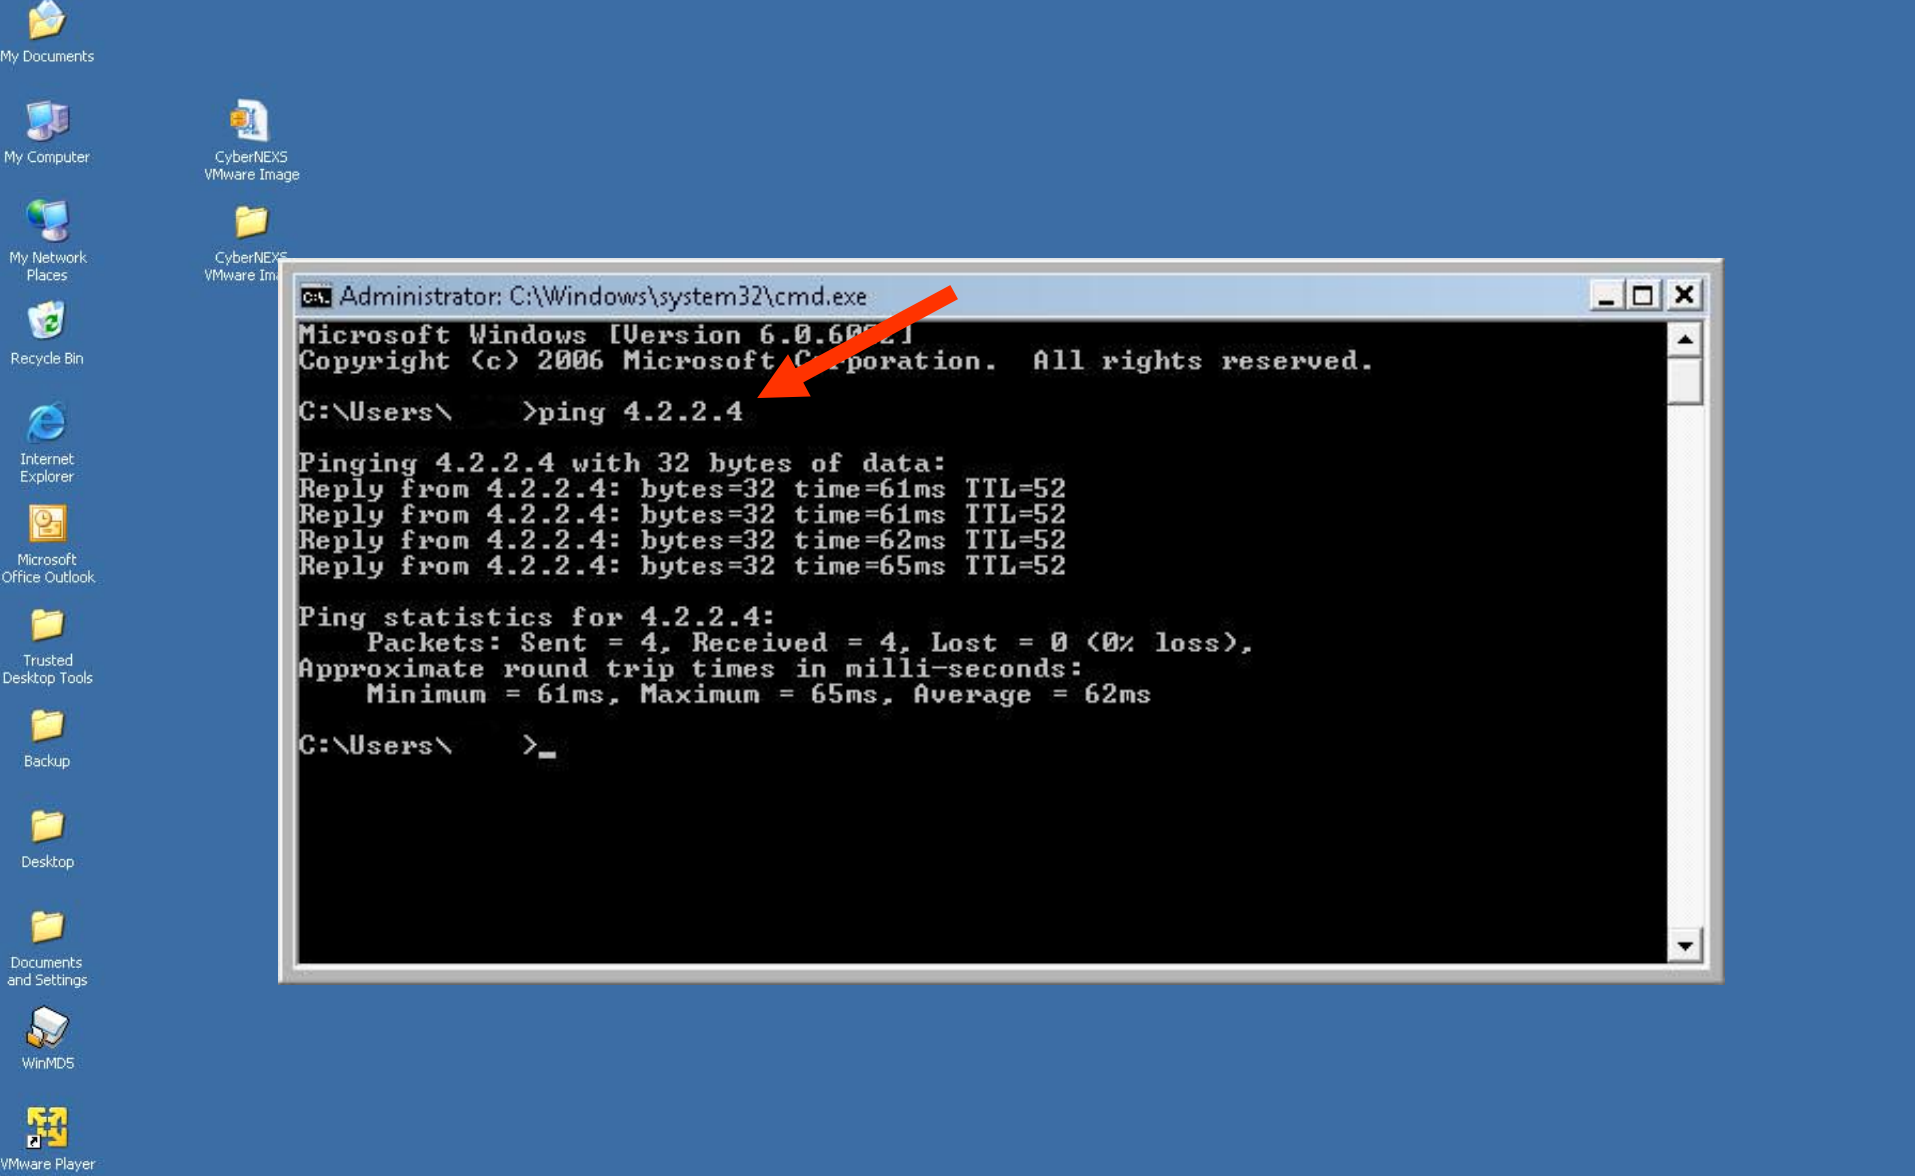 My Documents
My Computer
My Network
Places
Recycle Bin
Internet
Explorer
Microsoft
Office Outlook
Trusted
Desktop Tools
Backup
Desktop
Documents
and Settings
WinMD5
VMware Player
CyberNEXS
VMware Image
CyberNEXS
VMware
Administrator: C:\Windows\system32\cmd.exe
Microsoft Windows [Version
Copyright (c) 2006 Microsoft Corporation. All rights reserved.
C:\Users\ >ping 4.2.2.4
Pinging 4.2.2.4 with 32 bytes of data:
Reply from 4.2.2.4: bytes=32 time=61ms TTL=52
Reply from 4.2.2.4: bytes=32 time=61ms TTL=52
Reply from 4.2.2.4: bytes=32 time=62ms TTL=52
Reply from 4.2.2.4: bytes=32 time=65ms TTL=52
Ping statistics for 4.2.2.4:
Packets: Sent = 4, Received = 4, Lost = 0 (0% loss),
Approximate round trip times in milli-seconds:
Minimum = 61ms, Maximum = 65ms, Average = 62ms
C:\Users\ >_